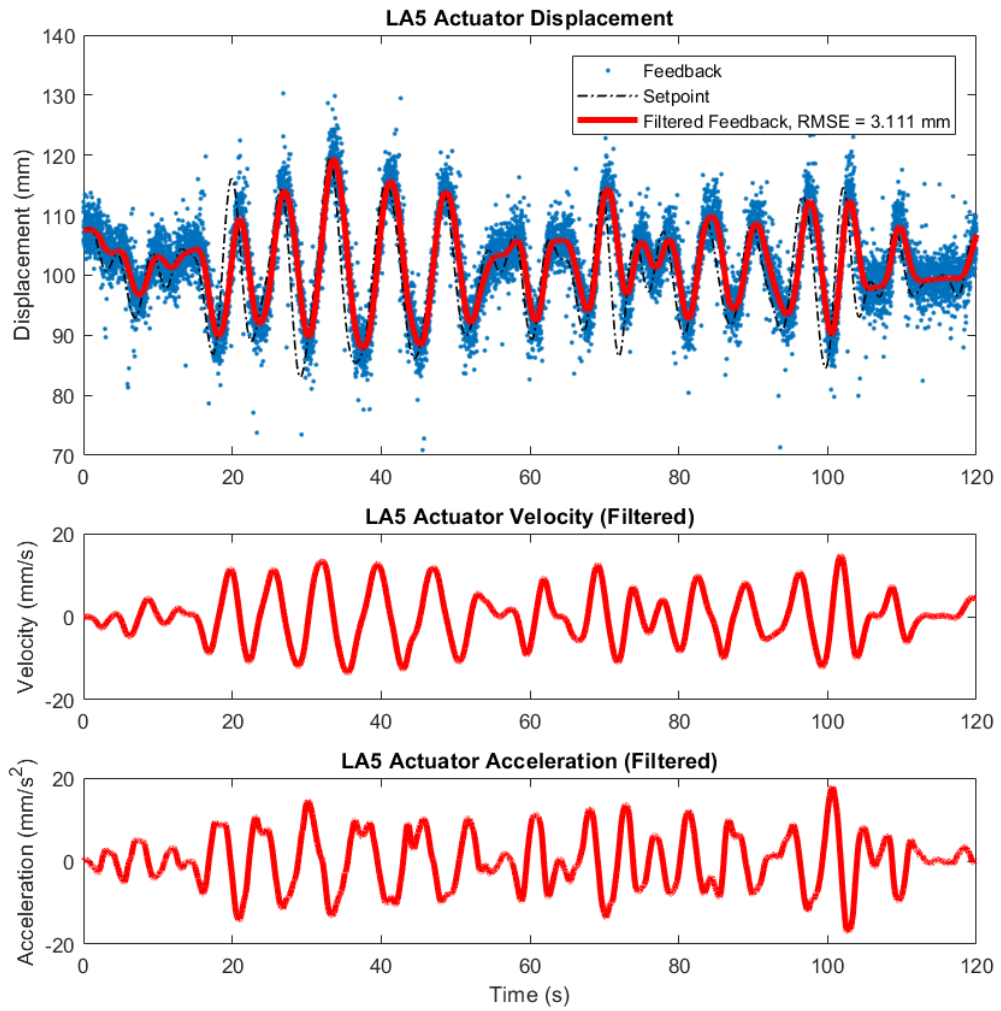 LA5 Actuator Displacement
Displacement (mm)
140
130
120
110
100
90
80
70
Feedback
Setpoint
Filtered Feedback, RMSE = 3.111 mm
0 20 40 60 80 100 120
LA5 Actuator Velocity (Filtered)
Velocity (mm/s)
20
0
-20
0 20 40 60 80 100 120
LA5 Actuator Acceleration (Filtered)
Acceleration (mm/s²)
20
0
-20
0 20 40 60 80 100 120
Time (s)